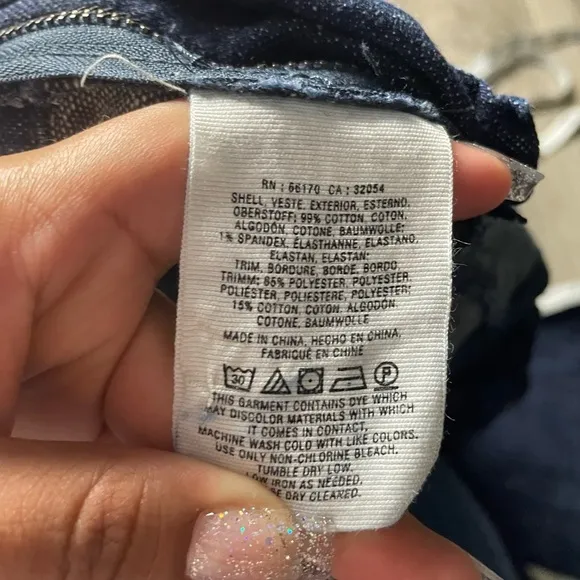 RN : 66170 CA : 32054
SHELL, VESTE, EXTERIOR, ESTERNO,
OBERSTOFF: 99% COTTON, COTON,
ALGODÓN, COTONE, BAUMWOLLE;
1% SPANDEX, ÉLASTHANNE, ELASTANO,
ELASTAN, ELASTAN;
TRIM, BORDURE, BORDE, BORDO
TRIMM: 85% POLYESTER, POLYESTER,
POLIÉSTER, POLIESTERE, POLYESTER;
15% COTTON, COTON, ALGODÓN,
COTONE, BAUMWOLLE
MADE IN CHINA, HECHO EN CHINA,
FABRIQUÉ EN CHINE
30 P
THIS GARMENT CONTAINS DYE WHICH
MAY DISCOLOR MATERIALS WITH WHICH
IT COMES IN CONTACT.
MACHINE WASH COLD WITH LIKE COLORS.
USE ONLY NON-CHLORINE BLEACH.
TUMBLE DRY LOW.
LOW IRON AS NEEDED.
BE DRY CLEANED.